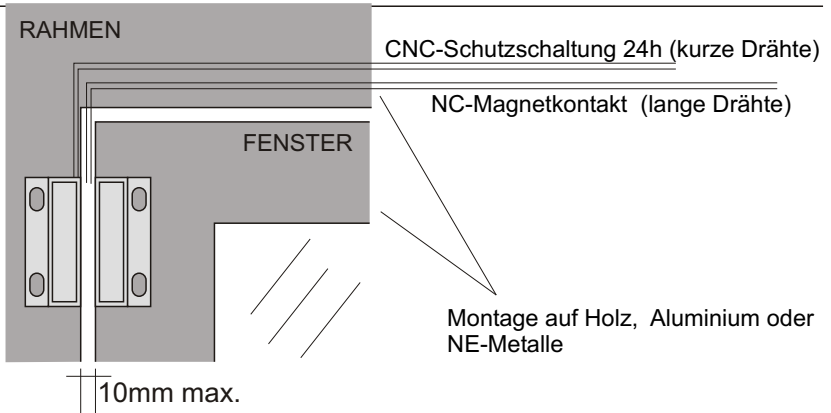 RAHMEN
CNC-Schutzschaltung 24h (kurze Drähte)
NC-Magnetkontakt (lange Drähte)
FENSTER
Montage auf Holz, Aluminium oder
NE-Metalle
10mm max.